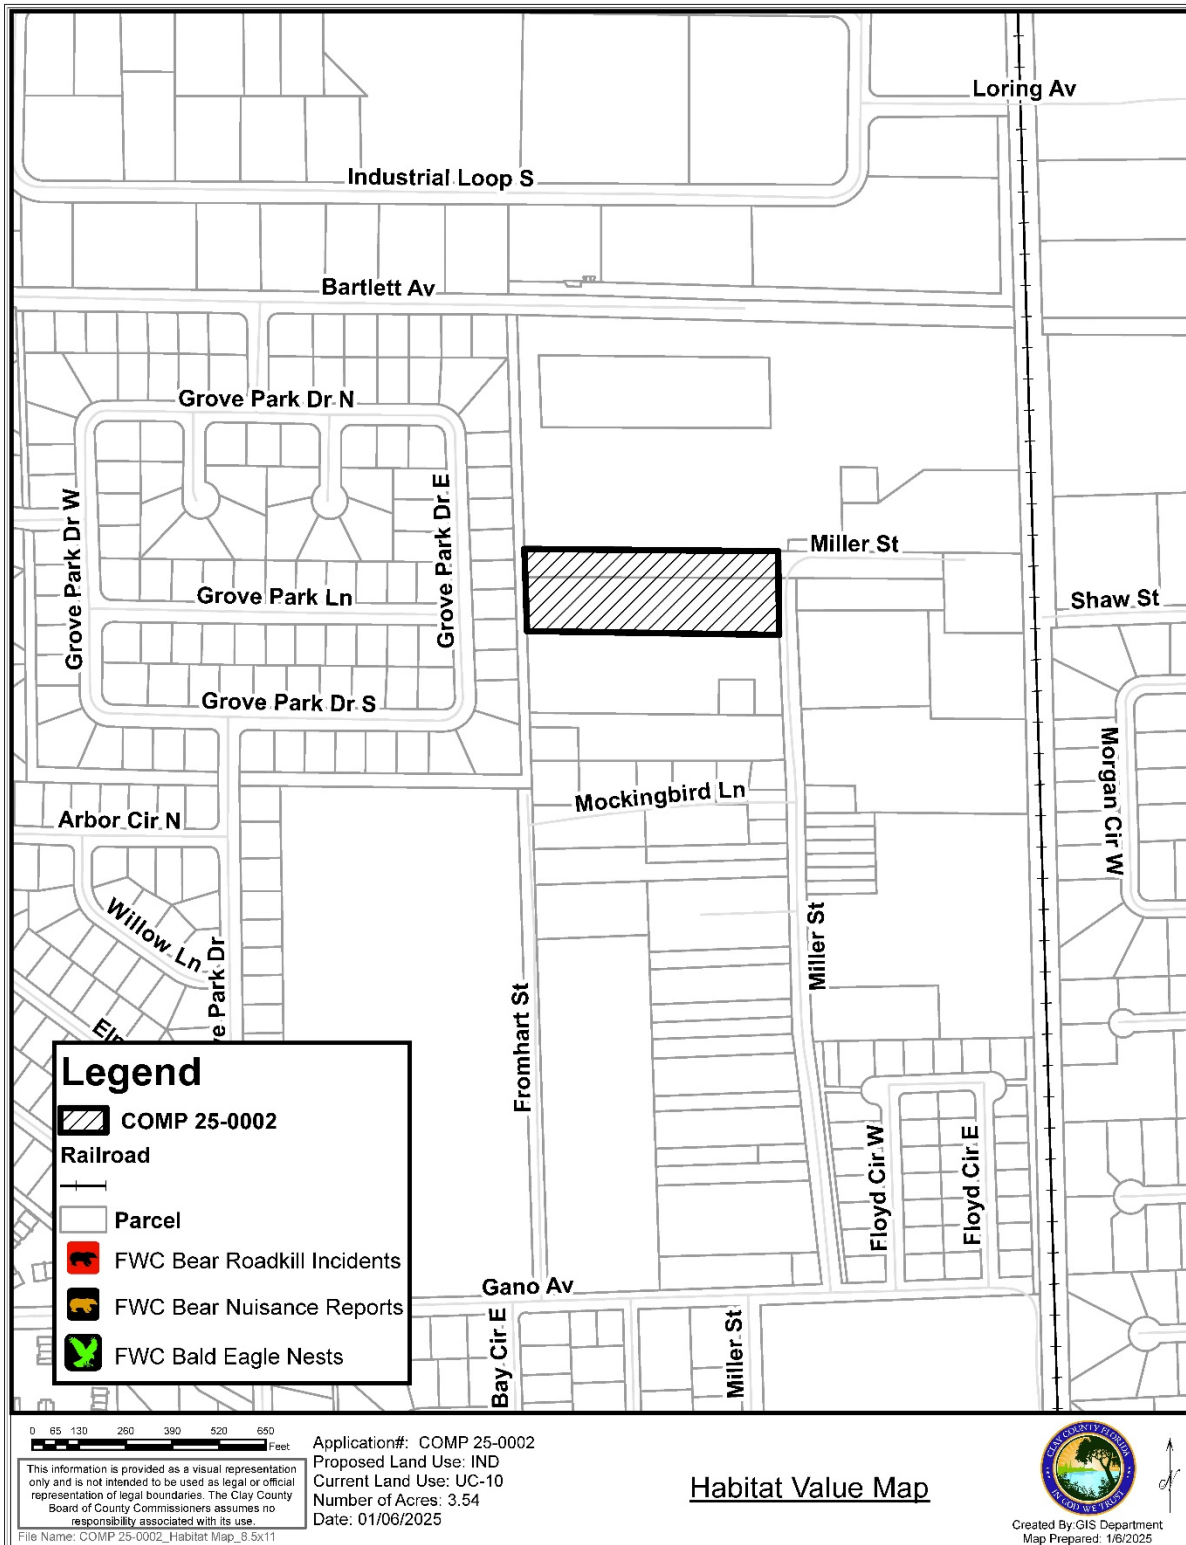 Loring Av
Industrial Loop S
Bartlett Av
Grove Park Dr N
Grove Park Dr W
Grove Park Dr E
Miller St
Grove Park Ln
Shaw St
Grove Park Dr S
Morgan Cir W
Mockingbird Ln
Arbor Cir N
Willow Ln
Park Dr
Miller St
Fromhart St
Floyd Cir W
Floyd Cir E
Gano Av
Bay Cir E
Miller St
Legend
COMP 25-0002
Railroad
Parcel
FWC Bear Roadkill Incidents
FWC Bear Nuisance Reports
FWC Bald Eagle Nests
0 65 130 260 390 520 650
Feet
This information is provided as a visual representation
only and is not intended to be used as legal or official
representation of legal boundaries. The Clay County
Board of County Commissioners assumes no
responsibility associated with its use.
File Name: COMP 25-0002_Habitat Map_8.5x11
Application#: COMP 25-0002
Proposed Land Use: IND
Current Land Use: UC-10
Number of Acres: 3.54
Date: 01/06/2025
Habitat Value Map
CLAY COUNTY FLORIDA
IN GOD WE TRUST
N
Created By:GIS Department
Map Prepared: 1/6/2025